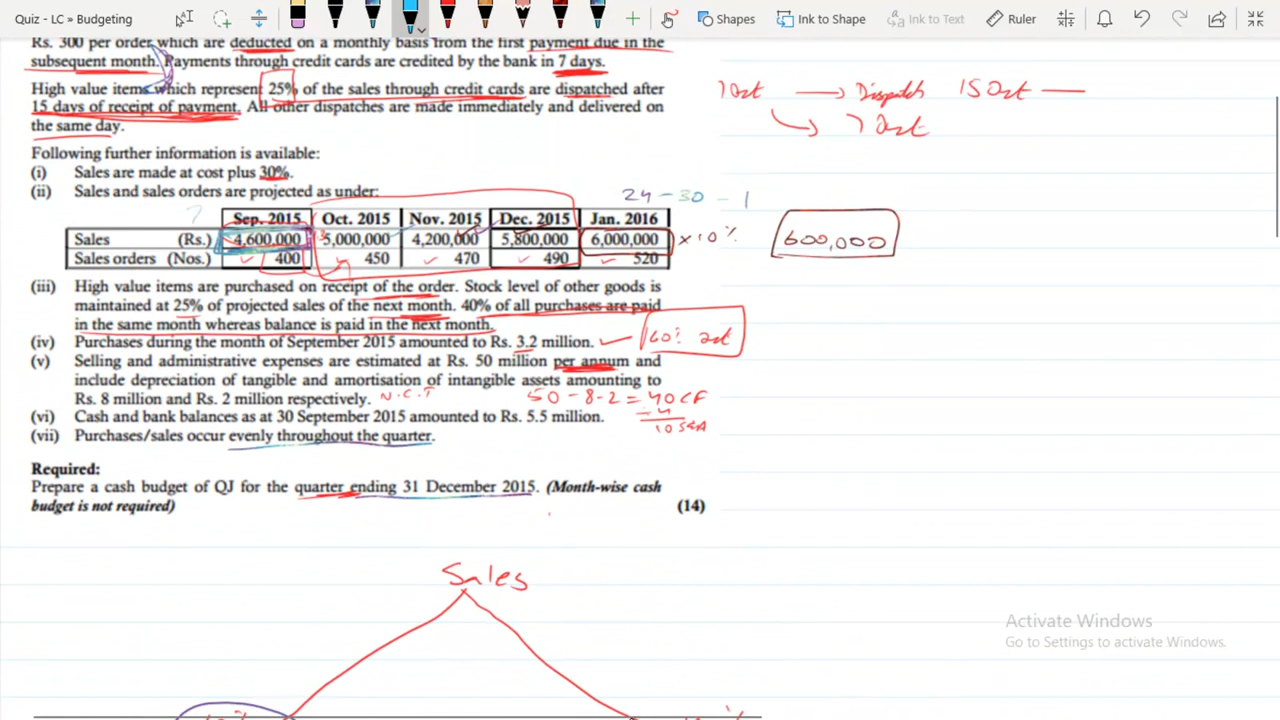 Quiz - LC » Budgeting
Shapes
Ink to Shape
Ink to Text
Ruler
Rs. 300 per order which are deducted on a monthly basis from the first payment due in the
subsequent month. Payments through credit cards are credited by the bank in 7 days.
High value items which represent 25% of the sales through credit cards are dispatched after
15 days of receipt of payment. All other dispatches are made immediately and delivered on
the same day.
Dispatch 15 Oct
7 Oct
Following further information is available:
(i) Sales are made at cost plus 30%.
(ii) Sales and sales orders are projected as under:
24 - 30 - 1
Sep. 2015 Oct. 2015 Nov. 2015 Dec. 2015 Jan. 2016
Sales (Rs.) 4,600,000 5,000,000 4,200,000 5,800,000 6,000,000 x 10% 600,000
Sales orders (Nos.) 400 450 470 490 520
(iii) High value items are purchased on receipt of the order. Stock level of other goods is
maintained at 25% of projected sales of the next month. 40% of all purchases are paid
in the same month whereas balance is paid in the next month.
(iv) Purchases during the month of September 2015 amounted to Rs. 3.2 million. 60% oct
(v) Selling and administrative expenses are estimated at Rs. 50 million per annum and
include depreciation of tangible and amortisation of intangible assets amounting to
Rs. 8 million and Rs. 2 million respectively. N.C.T 50-8-2 = 40 CF
÷ 4
10 S&A
(vi) Cash and bank balances as at 30 September 2015 amounted to Rs. 5.5 million.
(vii) Purchases/sales occur evenly throughout the quarter.
Required:
Prepare a cash budget of QJ for the quarter ending 31 December 2015. (Month-wise cash
budget is not required) (14)
Sales
Activate Windows
Go to Settings to activate Windows.